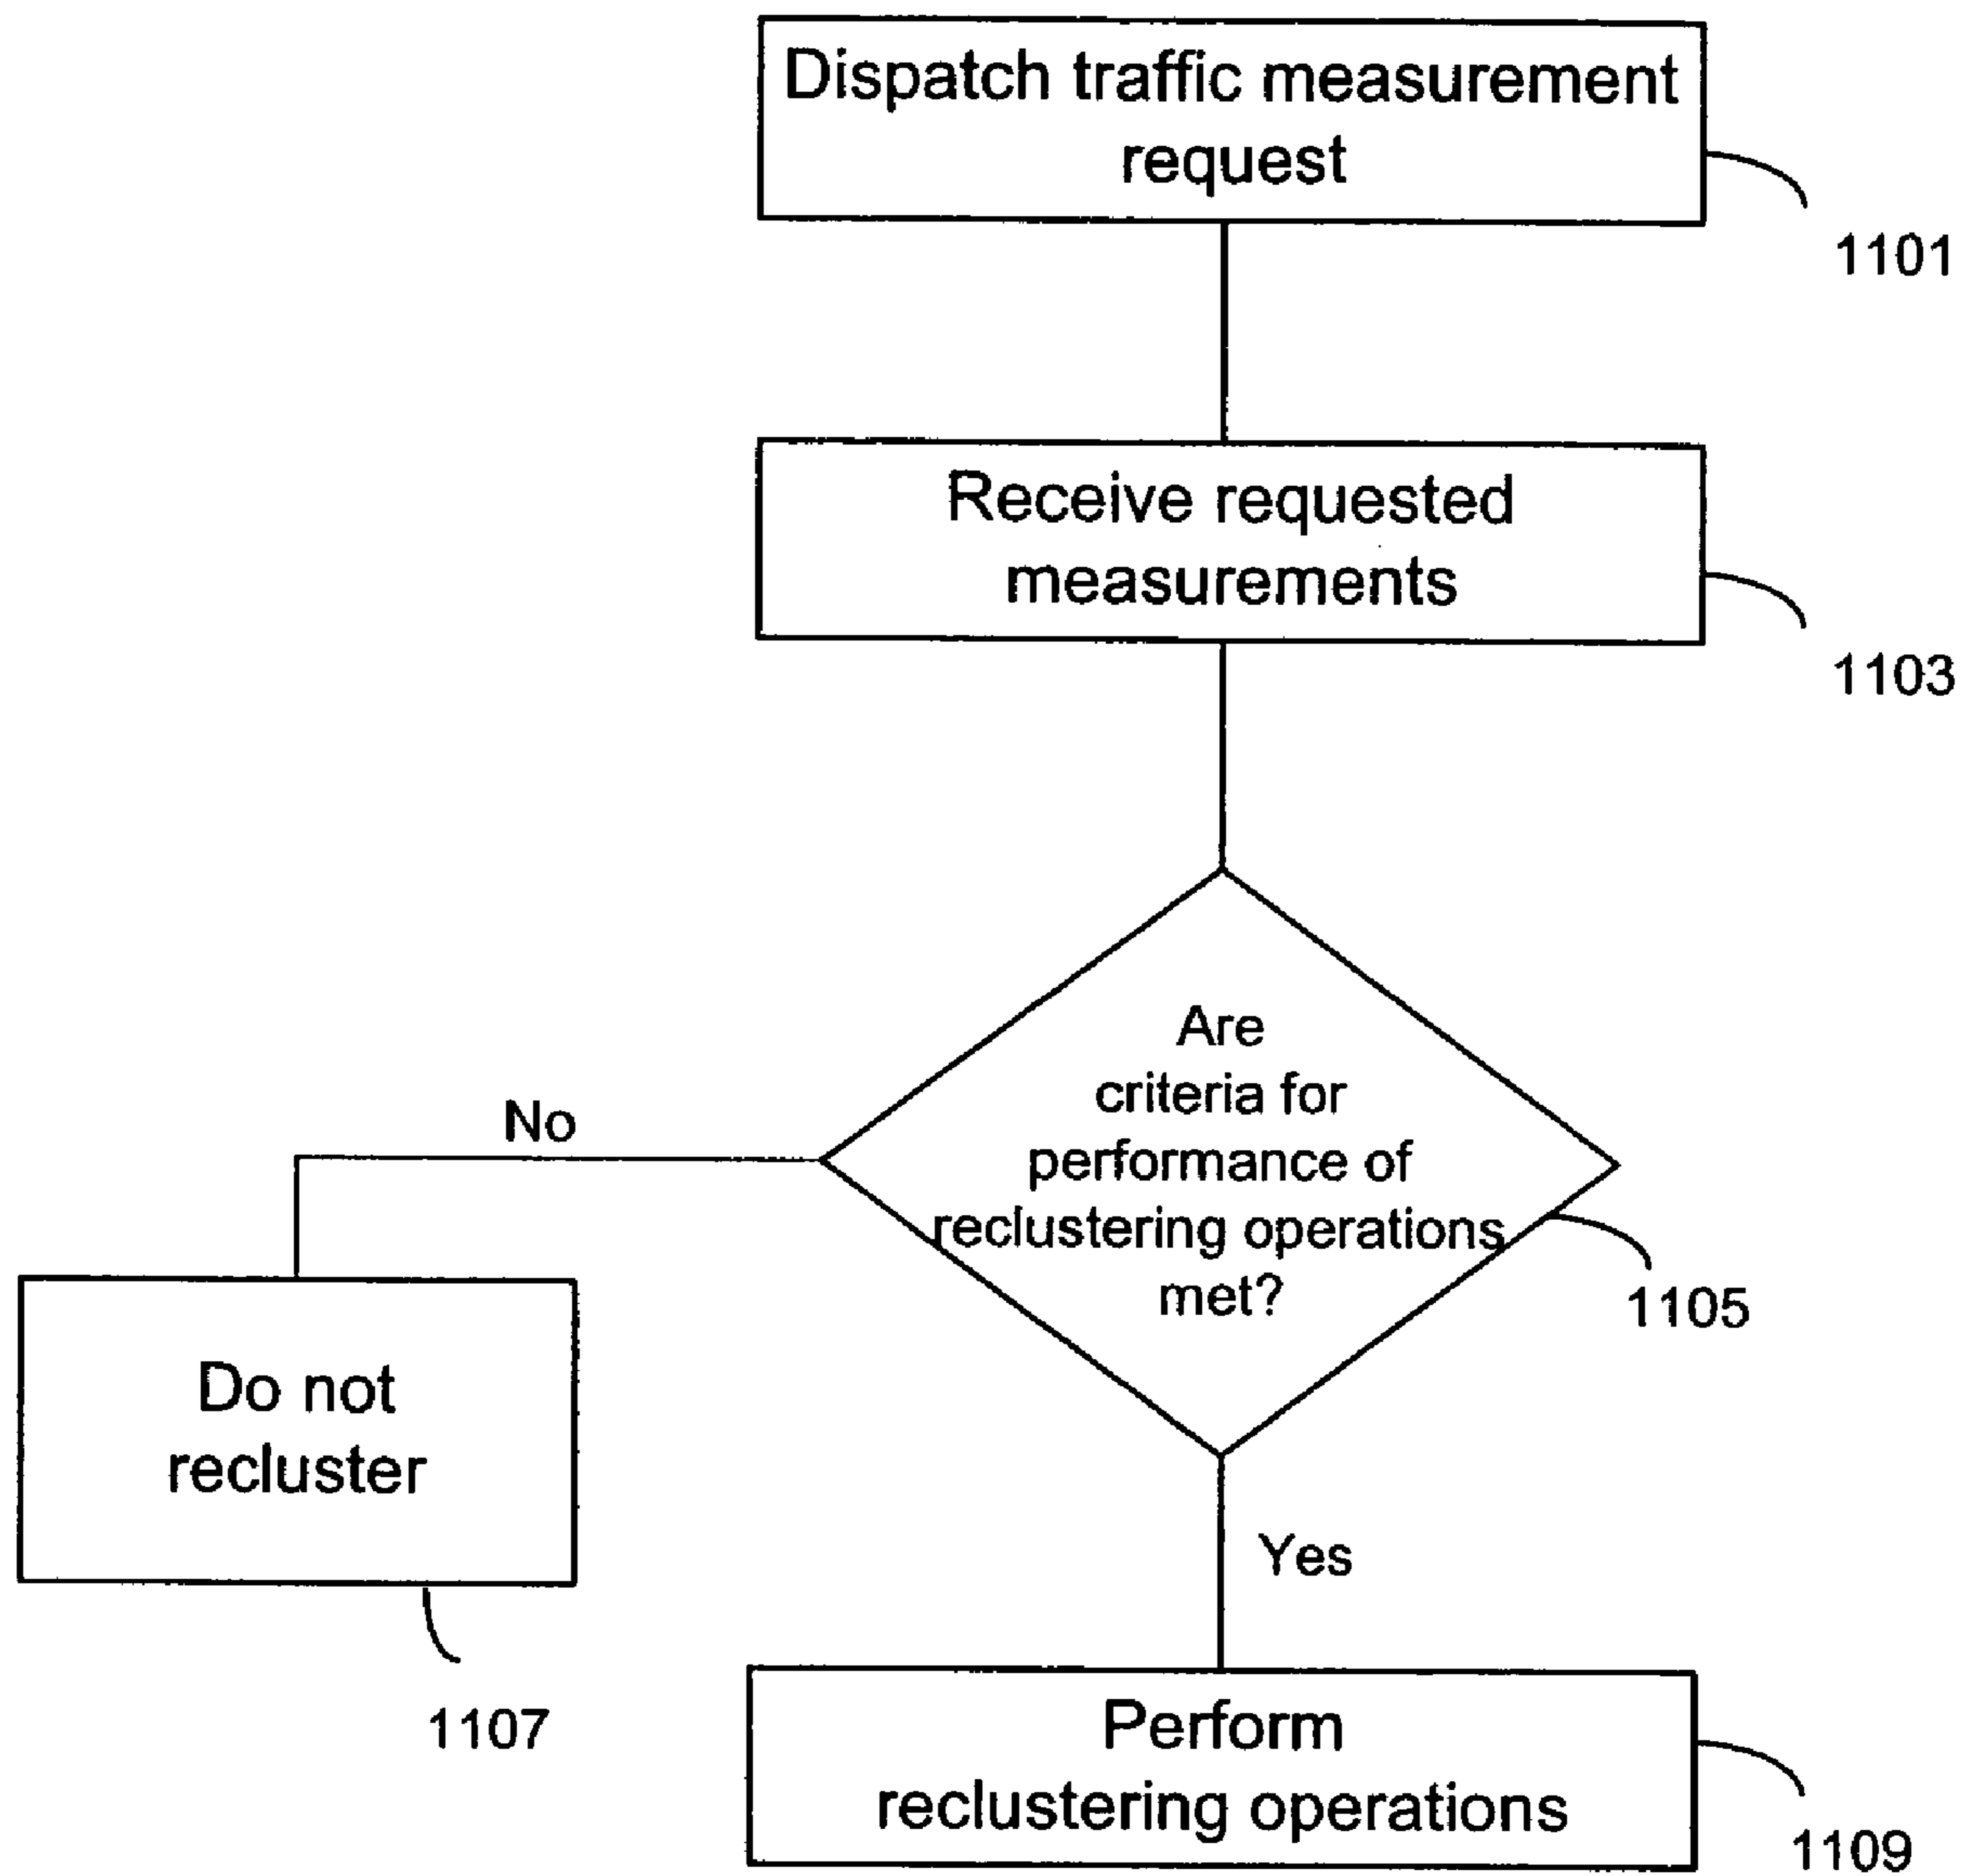 Dispatch traffic measurement
request
1101
Receive requested
measurements
1103
Are
criteria for
performance of
reclustering operations
met?
1105
No
Do not
recluster
1107
Yes
Perform
reclustering operations
1109